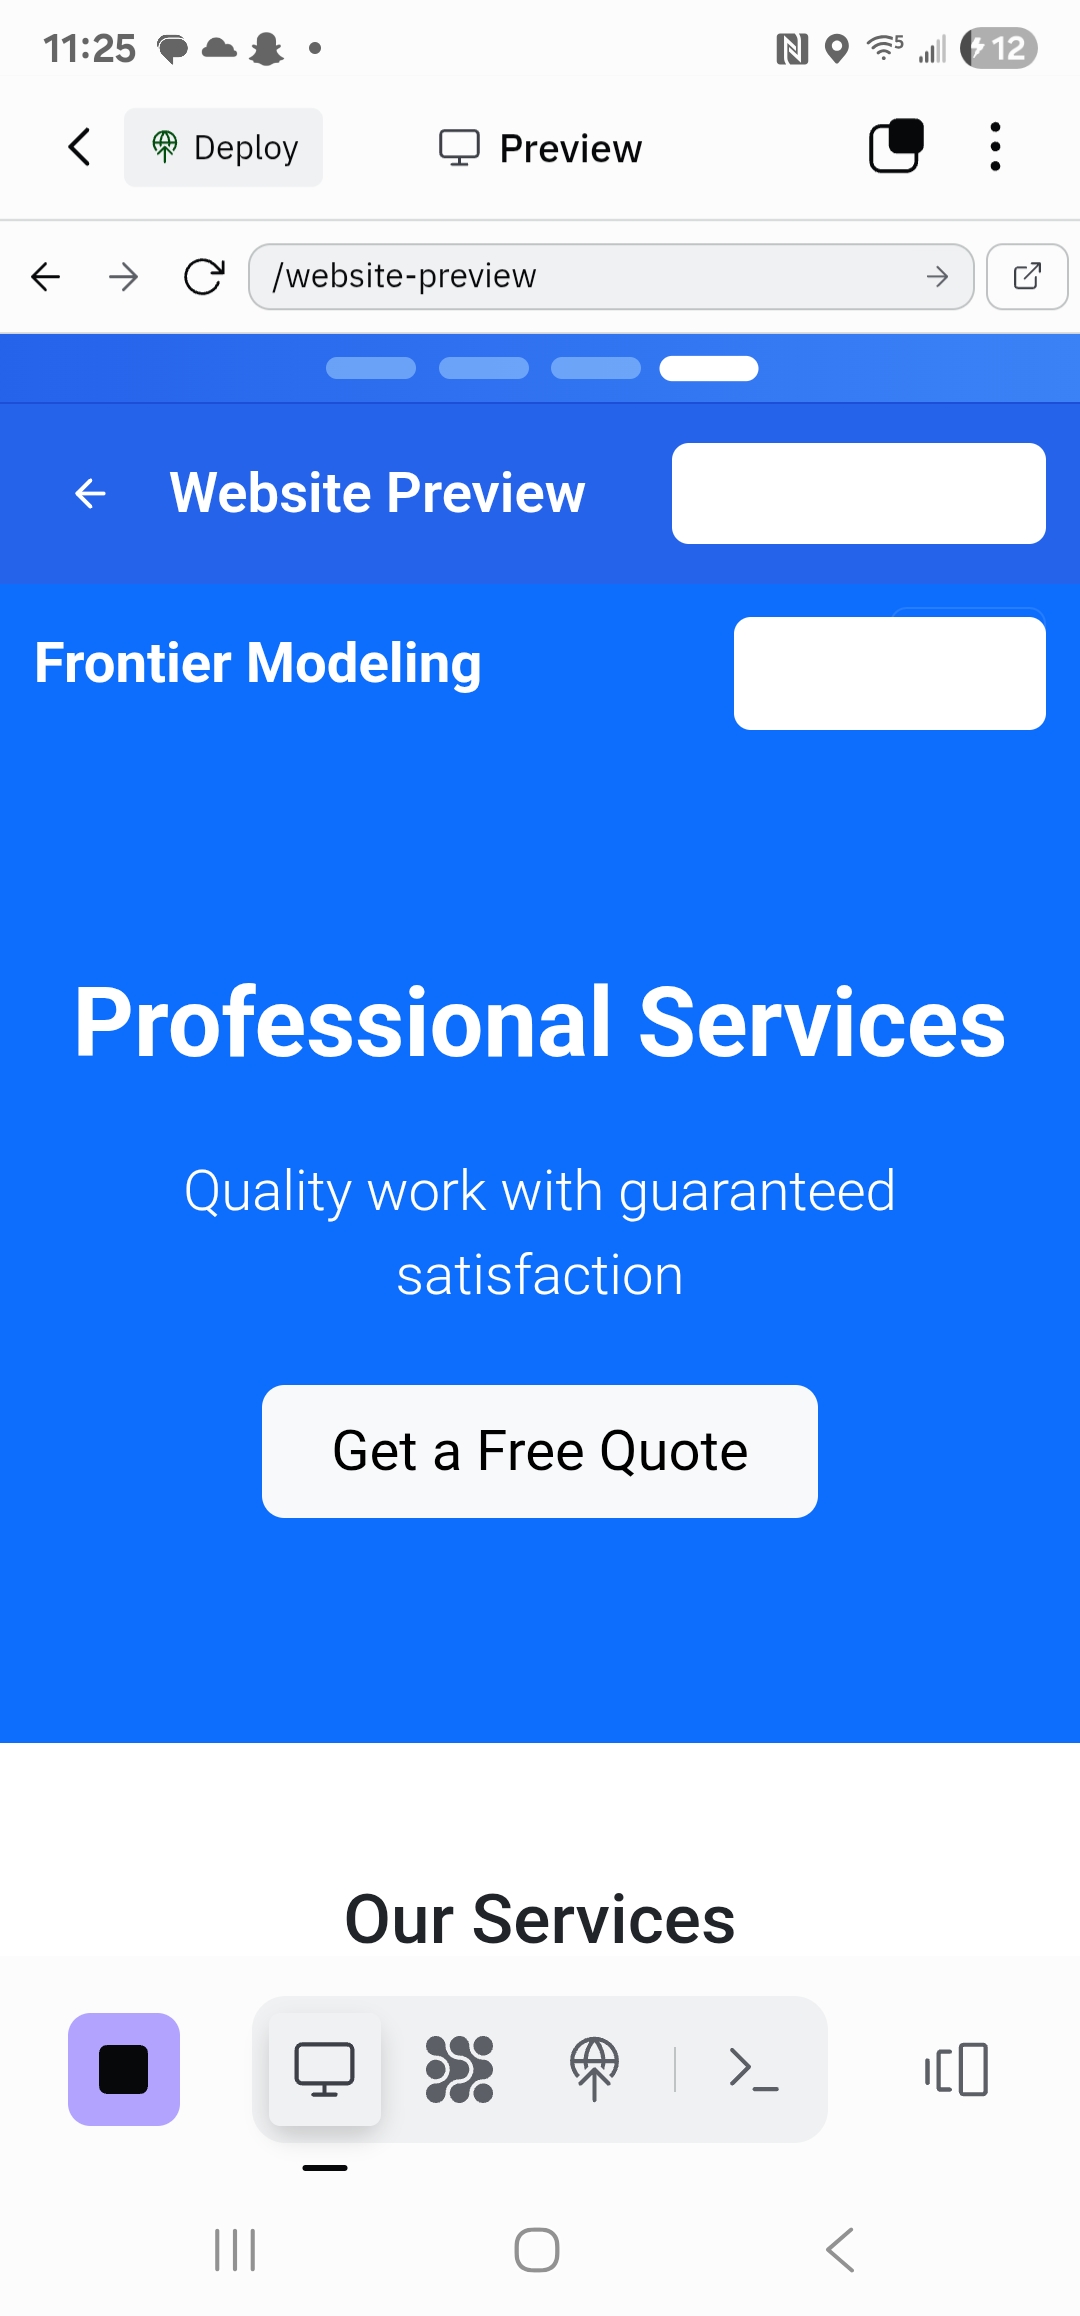 11:25
5
12
Deploy
Preview
/website-preview
Website Preview
Frontier Modeling
Professional Services
Quality work with guaranteed
satisfaction
Get a Free Quote
Our Services